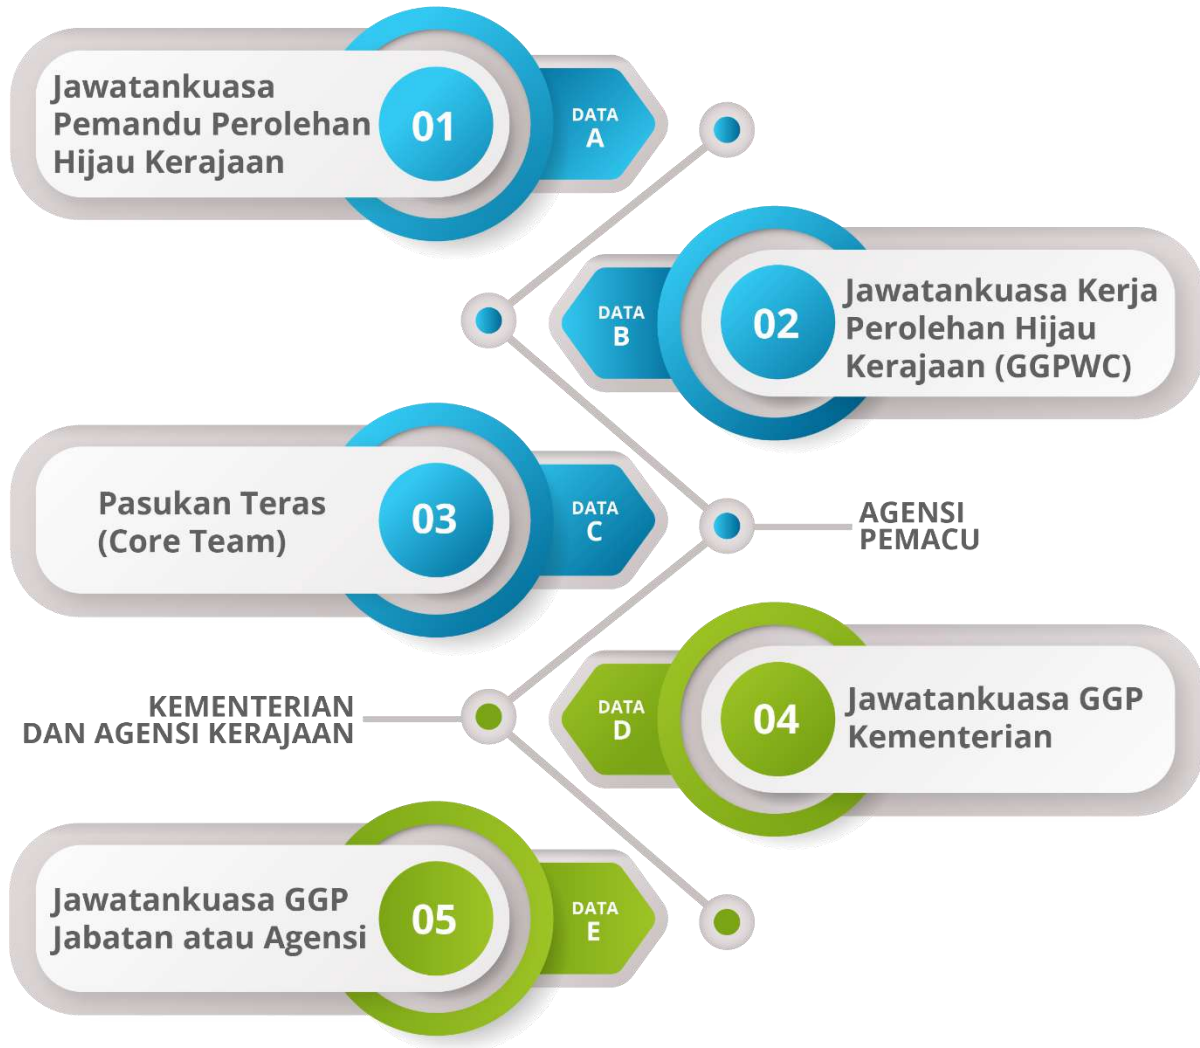 Jawatankuasa
Pemandu Perolehan
Hijau Kerajaan
01
DATA
A
DATA
B
02
Jawatankuasa Kerja
Perolehan Hijau
Kerajaan (GGPWC)
Pasukan Teras
(Core Team)
03
DATA
C
AGENSI
PEMACU
KEMENTERIAN
DAN AGENSI KERAJAAN
DATA
D
04
Jawatankuasa GGP
Kementerian
Jawatankuasa GGP
Jabatan atau Agensi
05
DATA
E